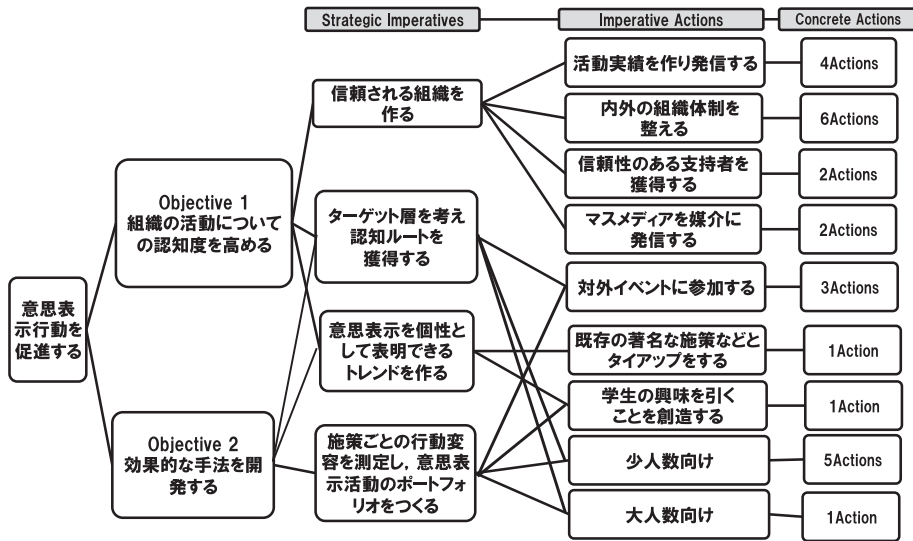 Strategic Imperatives
Imperative Actions
Concrete Actions
意思表
示行動を
促進する
Objective 1
組織の活動について
の認知度を高める
Objective 2
効果的な手法を開
発する
信頼される組織を
作る
ターゲット層を考え
認知ルートを
獲得する
意思表示を個性と
して表明できる
トレンドを作る
施策ごとの行動変
容を測定し，意思表
示活動のポートフォ
リオをつくる
活動実績を作り発信する
4Actions
内外の組織体制を
整える
6Actions
信頼性のある支持者を
獲得する
2Actions
マスメディアを媒介に
発信する
2Actions
対外イベントに参加する
3Actions
既存の著名な施策などと
タイアップをする
1Action
学生の興味を引く
ことを創造する
1Action
少人数向け
5Actions
大人数向け
1Action